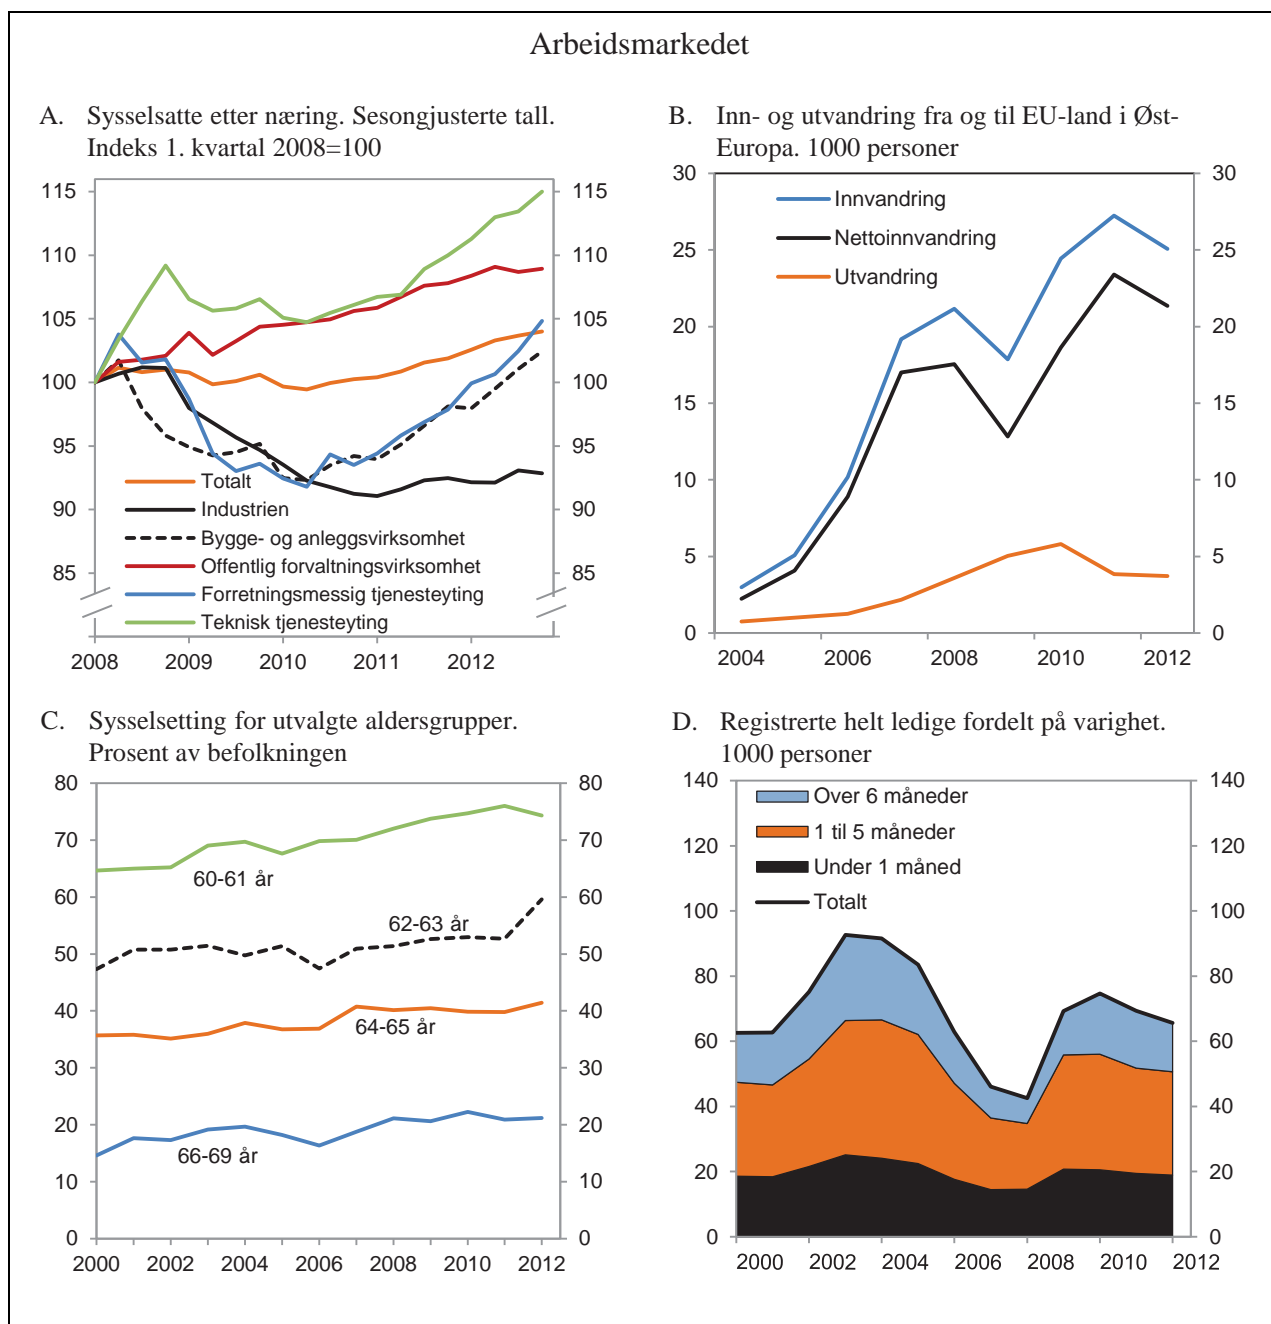 Arbeidsmarkedet
A. Sysselsatte etter næring. Sesongjusterte tall.
Indeks 1. kvartal 2008=100
115 115
110 110
105 105
100 100
95 95
90 90
85 85
Totalt
Industrien
Bygge- og anleggsvirksomhet
Offentlig forvaltningsvirksomhet
Forretningsmessig tjenesteyting
Teknisk tjenesteyting
2008 2009 2010 2011 2012
B. Inn- og utvandring fra og til EU-land i Øst-
Europa. 1000 personer
30 30
25 25
20 20
15 15
10 10
5 5
0 0
Innvandring
Nettoinnvandring
Utvandring
2004 2006 2008 2010 2012
C. Sysselsetting for utvalgte aldersgrupper.
Prosent av befolkningen
80 80
70 70
60 60
50 50
40 40
30 30
20 20
10 10
0 0
60-61 år
62-63 år
64-65 år
66-69 år
2000 2002 2004 2006 2008 2010 2012
D. Registrerte helt ledige fordelt på varighet.
1000 personer
140 140
120 120
100 100
80 80
60 60
40 40
20 20
0 0
Over 6 måneder
1 til 5 måneder
Under 1 måned
Totalt
2000 2002 2004 2006 2008 2010 2012